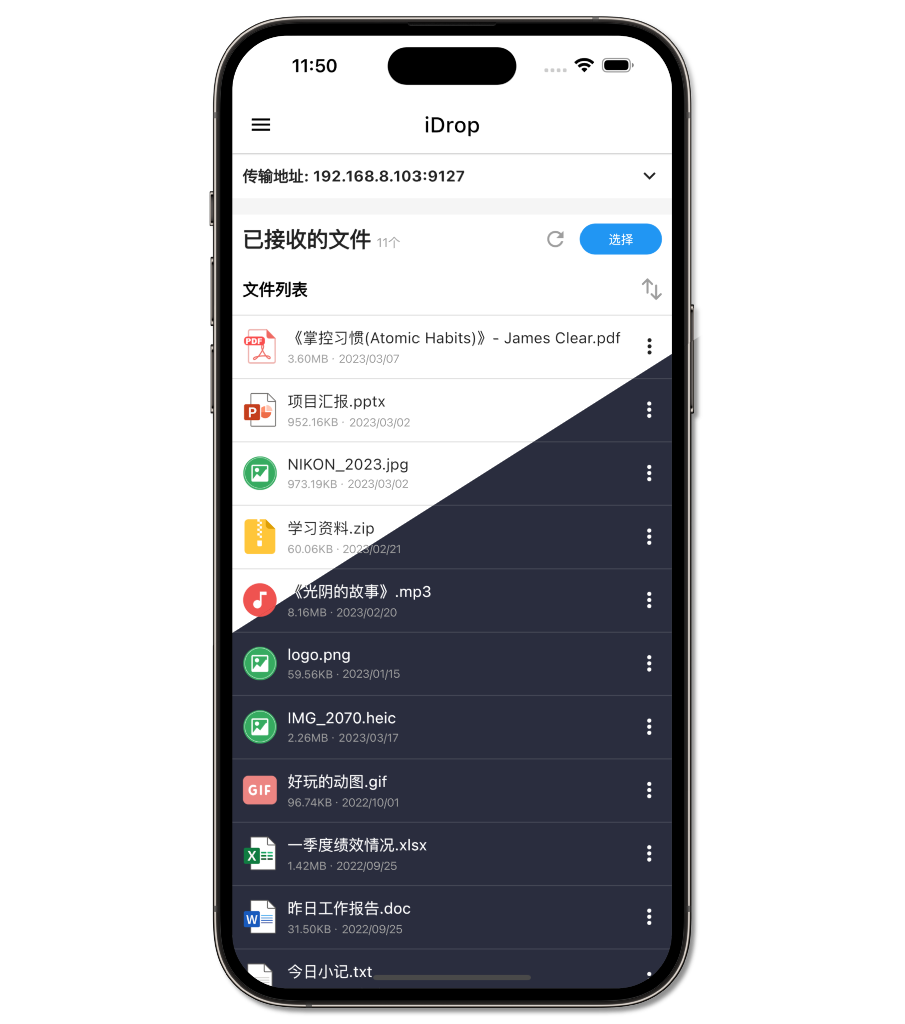 11:50
iDrop
传输地址: 192.168.8.103:9127
已接收的文件 11个
选择
文件列表
PDF
《掌控习惯(Atomic Habits)》- James Clear.pdf
3.60MB · 2023/03/07
P
项目汇报.pptx
952.16KB · 2023/03/02
NIKON_2023.jpg
973.19KB · 2023/03/02
学习资料.zip
60.06KB · 2023/02/21
《光阴的故事》.mp3
8.16MB · 2023/02/20
logo.png
59.56KB · 2023/01/15
IMG_2070.heic
2.26MB · 2023/03/17
GIF
好玩的动图.gif
96.74KB · 2022/10/01
X
一季度绩效情况.xlsx
1.42MB · 2022/09/25
W
昨日工作报告.doc
31.50KB · 2022/09/25
今日小记.txt